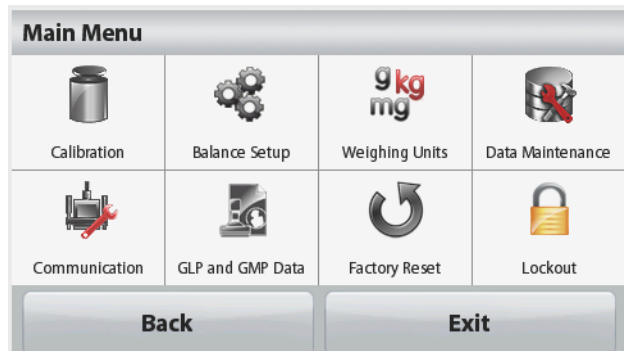 Main Menu
g kg
mg
Calibration
Balance Setup
Weighing Units
Data Maintenance
Communication
GLP and GMP Data
Factory Reset
Lockout
Back
Exit